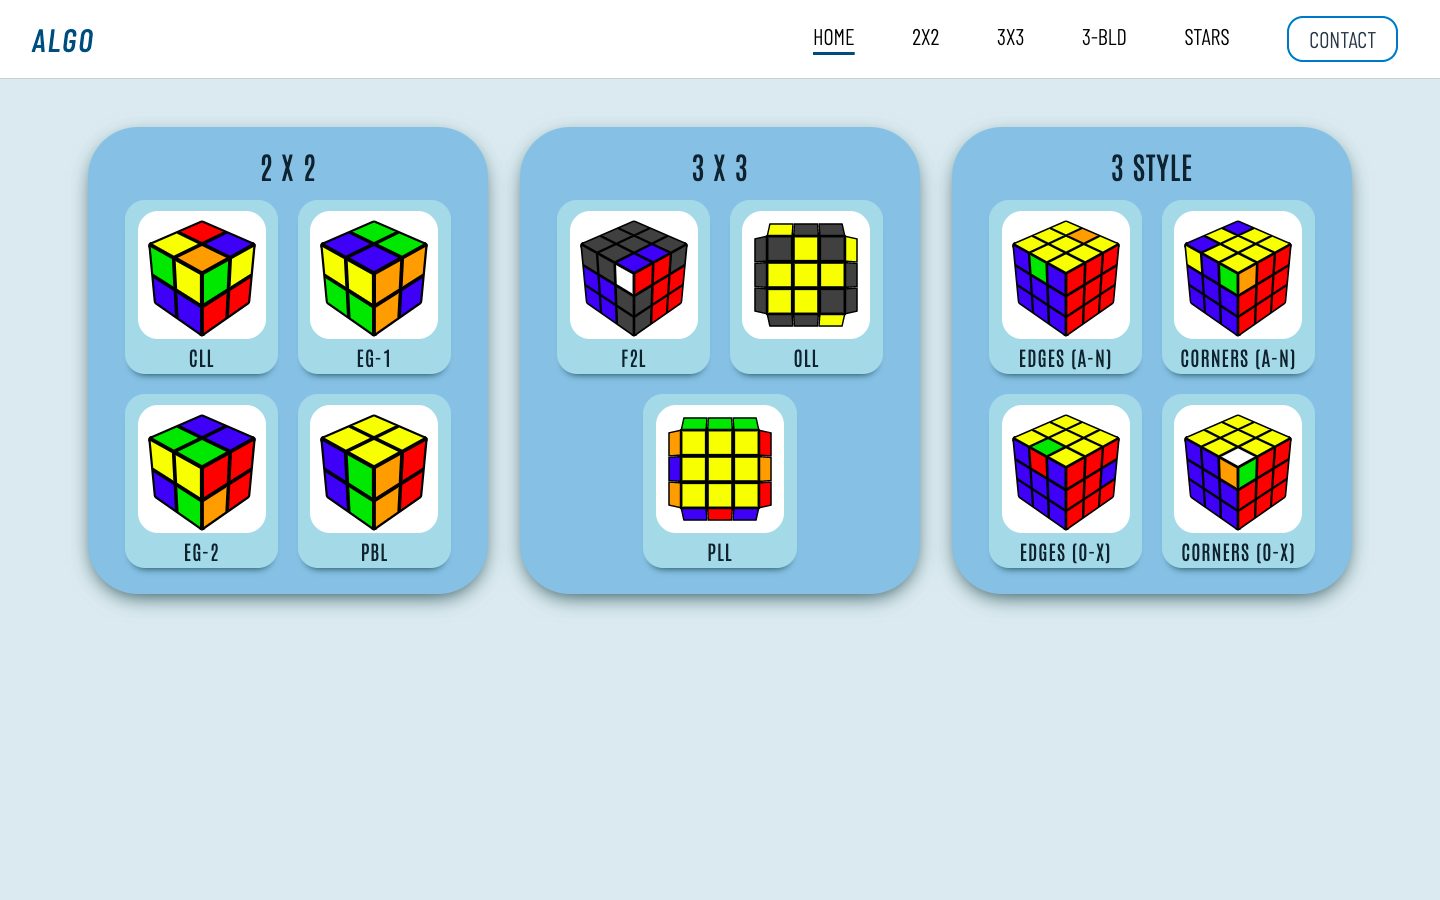 ALGO
HOME 2X2 3X3 3-BLD STARS CONTACT
2 X 2
CLL EG-1
EG-2 PBL
3 X 3
F2L OLL
PLL
3 STYLE
EDGES (A-N) CORNERS (A-N)
EDGES (O-X) CORNERS (O-X)